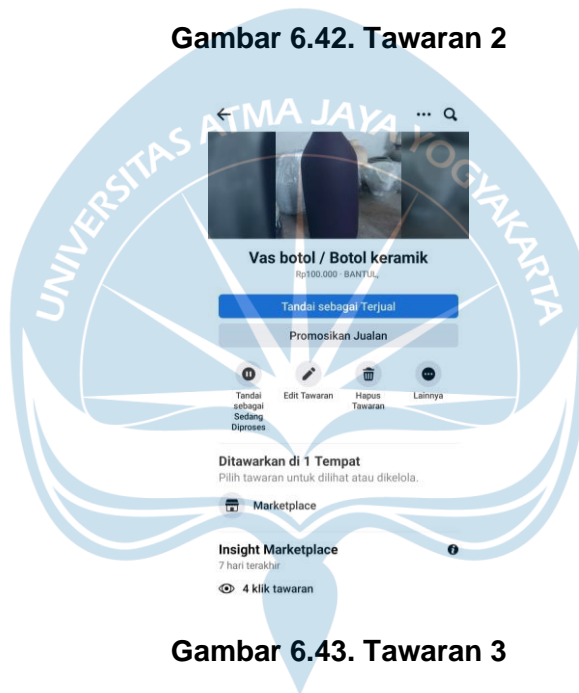 Gambar 6.42. Tawaran 2
UNIVERSITAS ATMA JAYA YOGYAKARTA
Vas botol / Botol keramik
Rp100.000 · BANTUL,
Tandai sebagai Terjual
Promosikan Jualan
Tandai sebagai Sedang Diproses
Edit Tawaran
Hapus Tawaran
Lainnya
Ditawarkan di 1 Tempat
Pilih tawaran untuk dilihat atau dikelola.
Marketplace
Insight Marketplace
7 hari terakhir
4 klik tawaran
Gambar 6.43. Tawaran 3